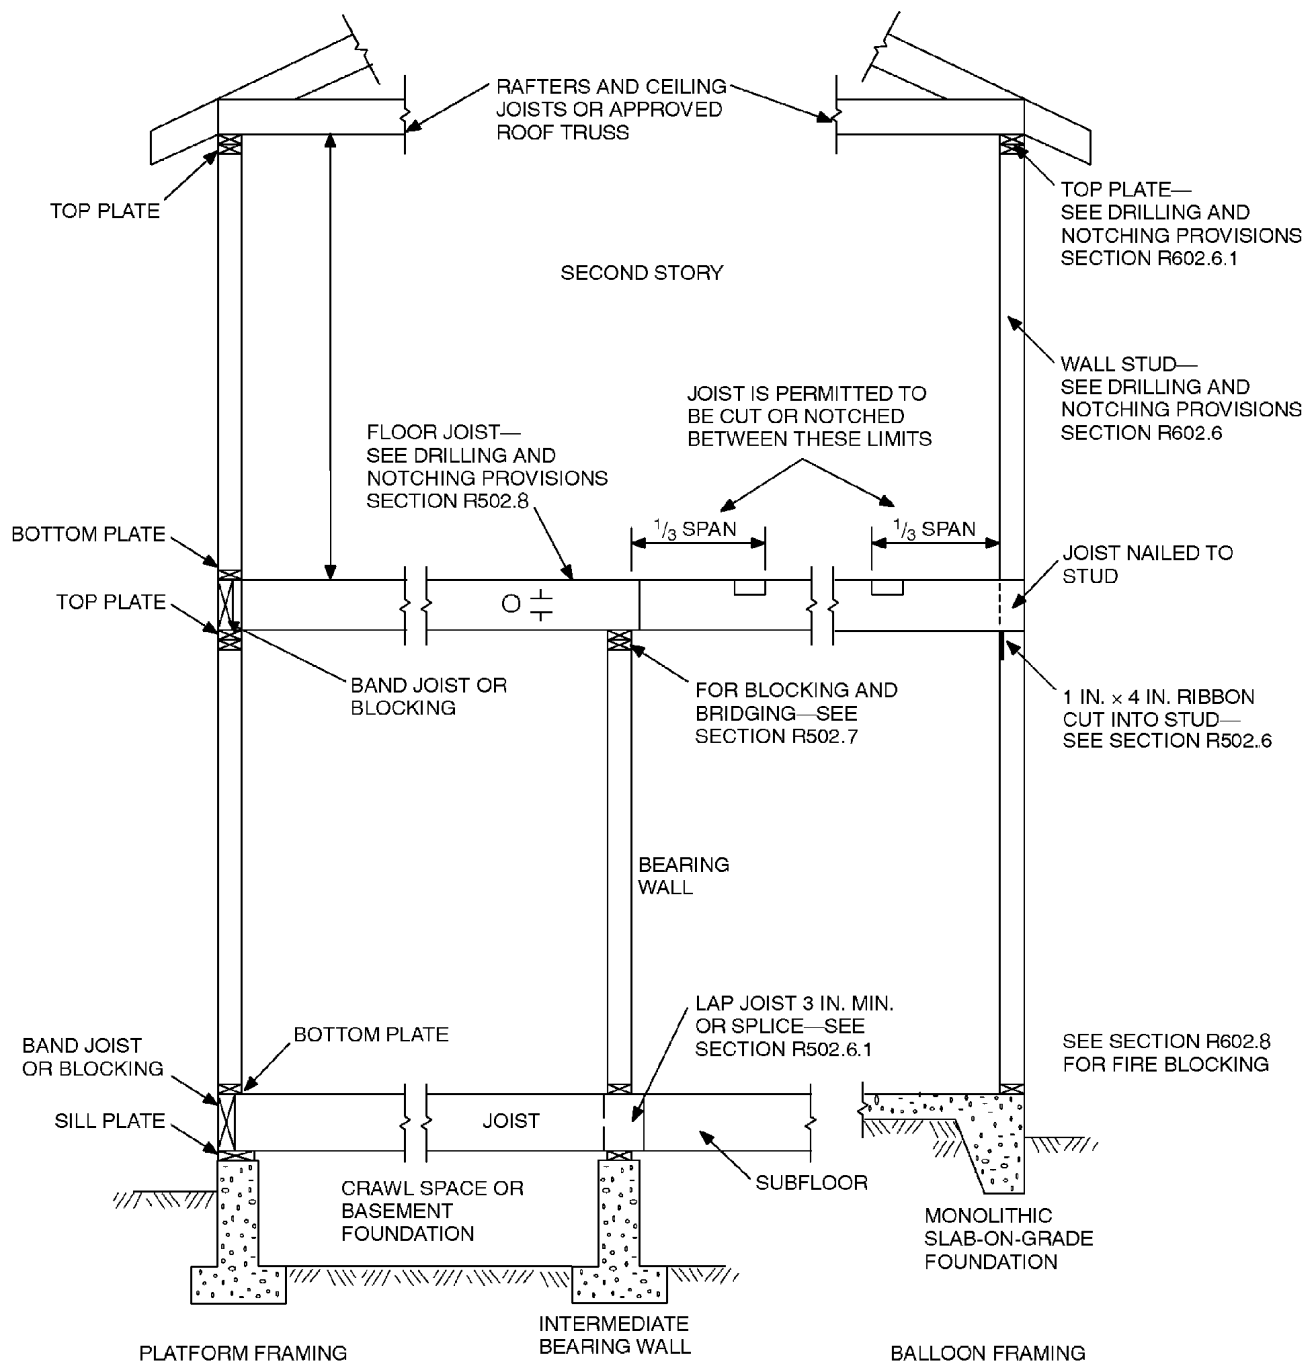 RAFTERS AND CEILING
JOISTS OR APPROVED
ROOF TRUSS
TOP PLATE
TOP PLATE—
SEE DRILLING AND
NOTCHING PROVISIONS
SECTION R602.6.1
SECOND STORY
WALL STUD—
SEE DRILLING AND
NOTCHING PROVISIONS
SECTION R602.6
JOIST IS PERMITTED TO
BE CUT OR NOTCHED
BETWEEN THESE LIMITS
FLOOR JOIST—
SEE DRILLING AND
NOTCHING PROVISIONS
SECTION R502.8
1/3 SPAN
1/3 SPAN
BOTTOM PLATE
JOIST NAILED TO
STUD
TOP PLATE
BAND JOIST OR
BLOCKING
FOR BLOCKING AND
BRIDGING—SEE
SECTION R502.7
1 IN. × 4 IN. RIBBON
CUT INTO STUD—
SEE SECTION R502.6
BEARING
WALL
LAP JOIST 3 IN. MIN.
OR SPLICE—SEE
SECTION R502.6.1
BOTTOM PLATE
BAND JOIST
OR BLOCKING
SEE SECTION R602.8
FOR FIRE BLOCKING
SILL PLATE
JOIST
SUBFLOOR
CRAWL SPACE OR
BASEMENT
FOUNDATION
MONOLITHIC
SLAB-ON-GRADE
FOUNDATION
INTERMEDIATE
BEARING WALL
PLATFORM FRAMING
BALLOON FRAMING